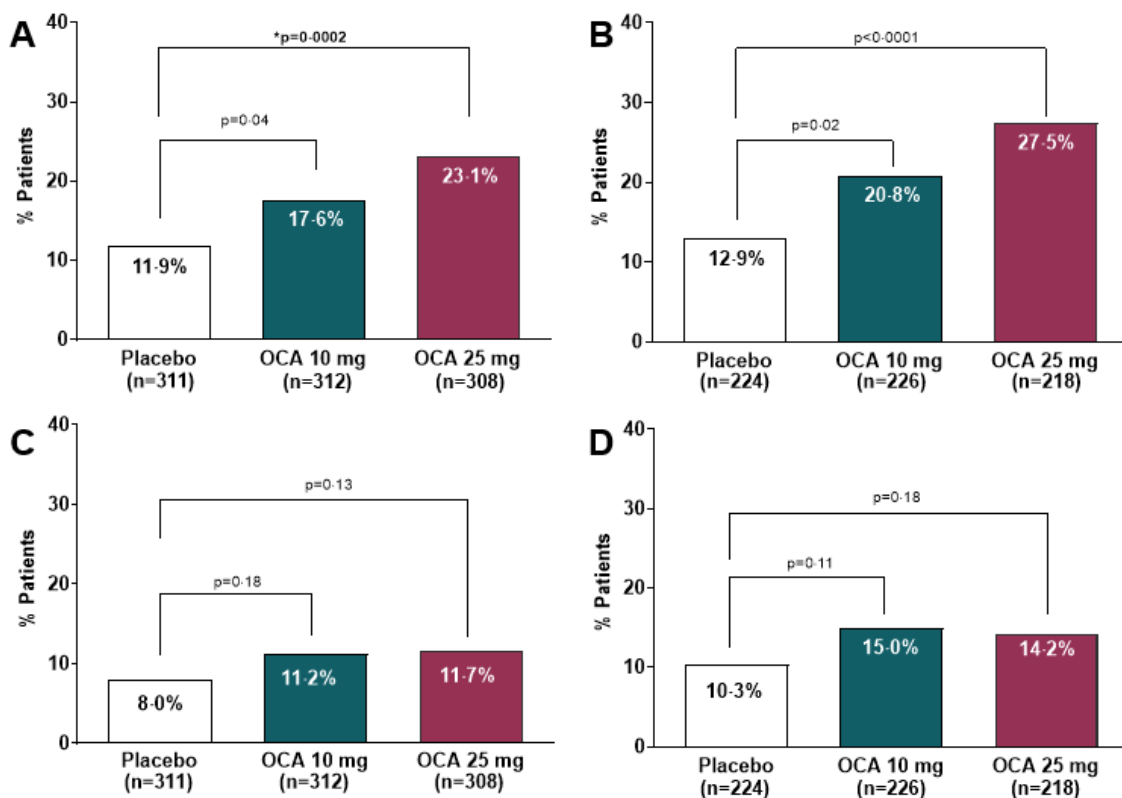 A
40
30
20
10
0
% Patients
*p=0·0002
p=0·04
11·9%
17·6%
23·1%
Placebo
(n=311)
OCA 10 mg
(n=312)
OCA 25 mg
(n=308)
B
40
30
20
10
0
% Patients
p<0·0001
p=0·02
12·9%
20·8%
27·5%
Placebo
(n=224)
OCA 10 mg
(n=226)
OCA 25 mg
(n=218)
C
40
30
20
10
0
% Patients
p=0·13
p=0·18
8·0%
11·2%
11·7%
Placebo
(n=311)
OCA 10 mg
(n=312)
OCA 25 mg
(n=308)
D
40
30
20
10
0
% Patients
p=0·18
p=0·11
10·3%
15·0%
14·2%
Placebo
(n=224)
OCA 10 mg
(n=226)
OCA 25 mg
(n=218)